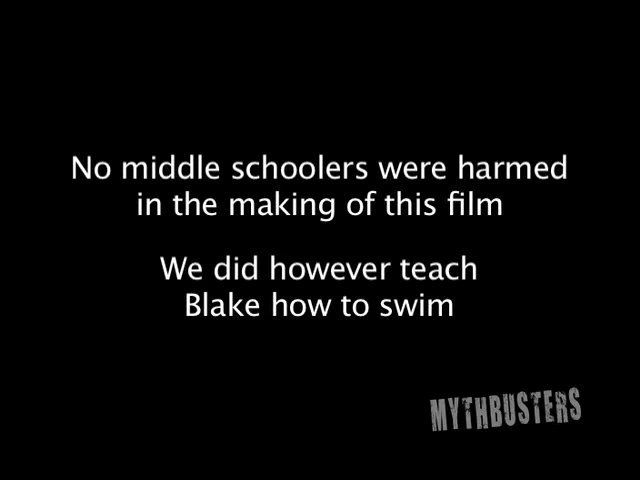 No middle schoolers were harmed
in the making of this film
We did however teach
Blake how to swim
MYTHBUSTERS